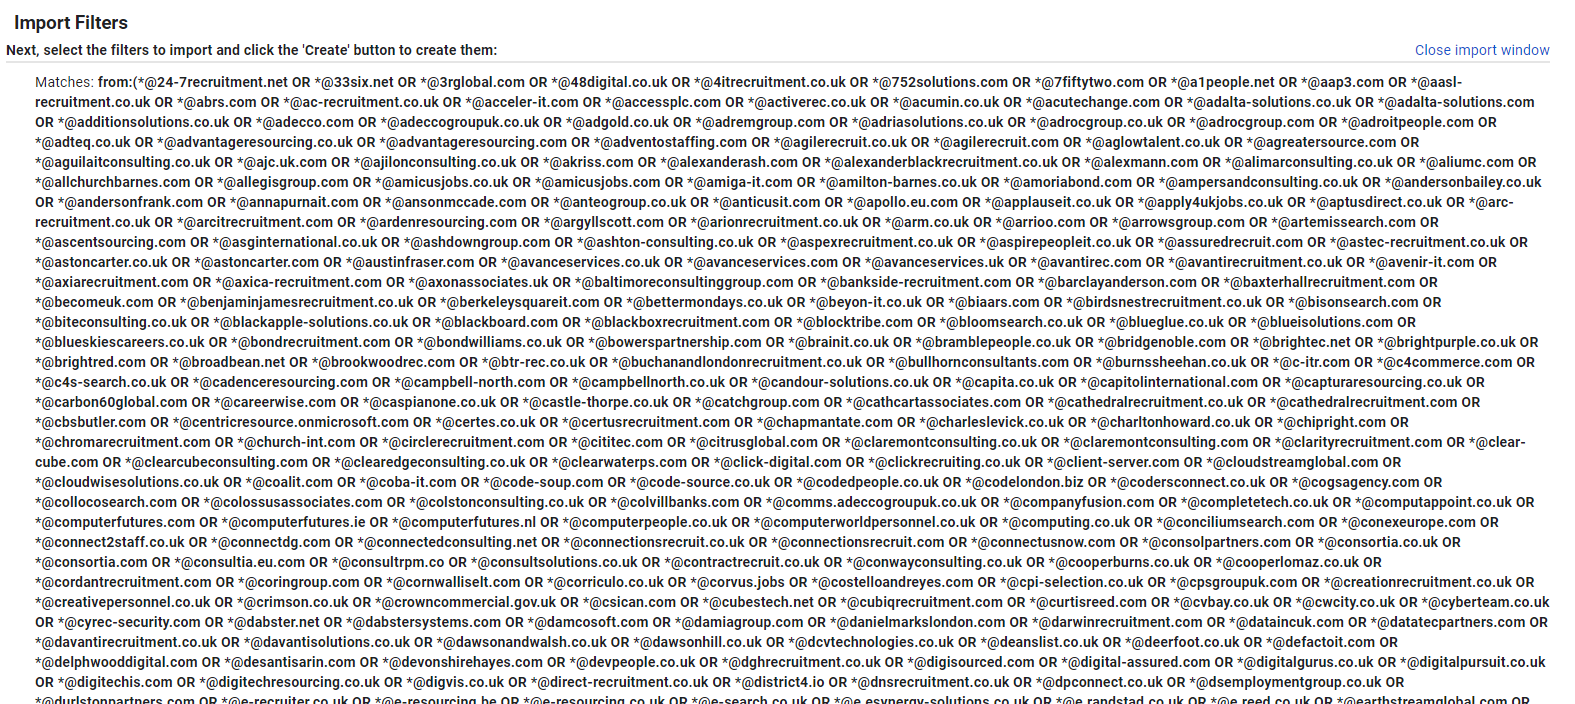 Import Filters
Next, select the filters to import and click the 'Create' button to create them:
Close import window
Matches: from:(*@24-7recruitment.net OR *@33six.net OR *@3rglobal.com OR *@48digital.co.uk OR *@4itrecruitment.co.uk OR *@752solutions.com OR *@7fiftytwo.com OR *@a1people.net OR *@aap3.com OR *@aasl-
recruitment.co.uk OR *@abrs.com OR *@ac-recruitment.co.uk OR *@acceler-it.com OR *@accessplc.com OR *@activerec.co.uk OR *@acumin.co.uk OR *@acutechange.com OR *@adalta-solutions.co.uk OR *@adalta-solutions.com
OR *@additionsolutions.co.uk OR *@adecco.com OR *@adeccogroupuk.co.uk OR *@adgold.co.uk OR *@adremgroup.com OR *@adriasolutions.co.uk OR *@adrocgroup.co.uk OR *@adrocgroup.com OR *@adroitpeople.com OR
*@adteq.co.uk OR *@advantageresourcing.co.uk OR *@advantageresourcing.com OR *@adventostaffing.com OR *@agilerecruit.co.uk OR *@agilerecruit.com OR *@aglowtalent.co.uk OR *@agreatersource.com OR
*@aguilaitconsulting.co.uk OR *@ajc.uk.com OR *@ajilonconsulting.co.uk OR *@akriss.com OR *@alexanderash.com OR *@alexanderblackrecruitment.co.uk OR *@alexmann.com OR *@alimarconsulting.co.uk OR *@aliumc.com OR
*@allchurchbarnes.com OR *@allegisgroup.com OR *@amicusjobs.co.uk OR *@amicusjobs.com OR *@amiga-it.com OR *@amilton-barnes.co.uk OR *@amoriabond.com OR *@ampersandconsulting.co.uk OR *@andersonbailey.co.uk
OR *@andersonfrank.com OR *@annapurnait.com OR *@ansonmccade.com OR *@anteogroup.co.uk OR *@anticusit.com OR *@apollo.eu.com OR *@applauseit.co.uk OR *@apply4ukjobs.co.uk OR *@aptusdirect.co.uk OR *@arc-
recruitment.co.uk OR *@arcitrecruitment.com OR *@ardenresourcing.com OR *@argyllscott.com OR *@arionrecruitment.co.uk OR *@arm.co.uk OR *@arrioo.com OR *@arrowsgroup.com OR *@artemissearch.com OR
*@ascentsourcing.com OR *@asginternational.co.uk OR *@ashdowngroup.com OR *@ashton-consulting.co.uk OR *@aspexrecruitment.co.uk OR *@aspirepeopleit.co.uk OR *@assuredrecruit.com OR *@astec-recruitment.co.uk OR
*@astoncarter.co.uk OR *@astoncarter.com OR *@austinfraser.com OR *@avanceservices.co.uk OR *@avanceservices.com OR *@avanceservices.uk OR *@avantirec.com OR *@avantirecruitment.co.uk OR *@avenir-it.com OR
*@axiarecruitment.com OR *@axica-recruitment.com OR *@axonassociates.uk OR *@baltimoreconsultinggroup.com OR *@bankside-recruitment.com OR *@barclayanderson.com OR *@baxterhallrecruitment.com OR
*@becomeuk.com OR *@benjaminjamesrecruitment.co.uk OR *@berkeleysquareit.com OR *@bettermondays.co.uk OR *@beyon-it.co.uk OR *@biaars.com OR *@birdsnestrecruitment.co.uk OR *@bisonsearch.com OR
*@biteconsulting.co.uk OR *@blackapple-solutions.co.uk OR *@blackboard.com OR *@blackboxrecruitment.com OR *@blocktribe.com OR *@bloomsearch.co.uk OR *@blueglue.co.uk OR *@blueisolutions.com OR
*@blueskiescareers.co.uk OR *@bondrecruitment.com OR *@bondwilliams.co.uk OR *@bowerspartnership.com OR *@brainit.co.uk OR *@bramblepeople.co.uk OR *@bridgenoble.com OR *@brightec.net OR *@brightpurple.co.uk OR
*@brightred.com OR *@broadbean.net OR *@brookwoodrec.com OR *@btr-rec.co.uk OR *@buchanandlondonrecruitment.co.uk OR *@bullhornconsultants.com OR *@burnssheehan.co.uk OR *@c-itr.com OR *@c4commerce.com OR
*@c4s-search.co.uk OR *@cadenceresourcing.com OR *@campbell-north.com OR *@campbellnorth.co.uk OR *@candour-solutions.co.uk OR *@capita.co.uk OR *@capitolinternational.com OR *@capturaresourcing.co.uk OR
*@carbon60global.com OR *@careerwise.com OR *@caspianone.co.uk OR *@castle-thorpe.co.uk OR *@catchgroup.com OR *@cathcartassociates.com OR *@cathedralrecruitment.co.uk OR *@cathedralrecruitment.com OR
*@cbsbutler.com OR *@centricresource.onmicrosoft.com OR *@certes.co.uk OR *@certusrecruitment.com OR *@chapmantate.com OR *@charleslevick.co.uk OR *@charltonhoward.co.uk OR *@chipright.com OR
*@chromarecruitment.com OR *@church-int.com OR *@circlerecruitment.com OR *@cititec.com OR *@citrusglobal.com OR *@claremontconsulting.co.uk OR *@claremontconsulting.com OR *@clarityrecruitment.com OR *@clear-
cube.com OR *@clearcubeconsulting.com OR *@clearedgeconsulting.co.uk OR *@clearwaterps.com OR *@click-digital.com OR *@clickrecruiting.co.uk OR *@client-server.com OR *@cloudstreamglobal.com OR
*@cloudwisesolutions.co.uk OR *@coalit.com OR *@coba-it.com OR *@code-soup.com OR *@code-source.co.uk OR *@codedpeople.co.uk OR *@codelondon.biz OR *@codersconnect.co.uk OR *@cogsagency.com OR
*@collocosearch.com OR *@colossusassociates.com OR *@colstonconsulting.co.uk OR *@colvillbanks.com OR *@comms.adeccogroupuk.co.uk OR *@companyfusion.com OR *@completetech.co.uk OR *@computappoint.co.uk OR
*@computerfutures.com OR *@computerfutures.ie OR *@computerfutures.nl OR *@computerpeople.co.uk OR *@computerworldpersonnel.co.uk OR *@computing.co.uk OR *@conciliumsearch.com OR *@conexeurope.com OR
*@connect2staff.co.uk OR *@connectdg.com OR *@connectedconsulting.net OR *@connectionsrecruit.co.uk OR *@connectionsrecruit.com OR *@connectusnow.com OR *@consolpartners.com OR *@consortia.co.uk OR
*@consortia.com OR *@consultia.eu.com OR *@consultrpm.co OR *@consultsolutions.co.uk OR *@contractrecruit.co.uk OR *@conwayconsulting.co.uk OR *@cooperburns.co.uk OR *@cooperlomaz.co.uk OR
*@cordantrecruitment.com OR *@coringroup.com OR *@cornwalliselt.com OR *@corriculo.co.uk OR *@corvus.jobs OR *@costelloandreyes.com OR *@cpi-selection.co.uk OR *@cpsgroupuk.com OR *@creationrecruitment.co.uk OR
*@creativepersonnel.co.uk OR *@crimson.co.uk OR *@crowncommercial.gov.uk OR *@csican.com OR *@cubestech.net OR *@cubiqrecruitment.com OR *@curtisreed.com OR *@cvbay.co.uk OR *@cwcity.co.uk OR *@cyberteam.co.uk
OR *@cyrec-security.com OR *@dabster.net OR *@dabstersystems.com OR *@damcosoft.com OR *@damiagroup.com OR *@danielmarkslondon.com OR *@darwinrecruitment.com OR *@dataincuk.com OR *@datatecpartners.com OR
*@davantirecruitment.co.uk OR *@davantisolutions.co.uk OR *@dawsonandwalsh.co.uk OR *@dawsonhill.co.uk OR *@dcvtechnologies.co.uk OR *@deanslist.co.uk OR *@deerfoot.co.uk OR *@defactoit.com OR
*@delphwooddigital.com OR *@desantisarin.com OR *@devonshirehayes.com OR *@devpeople.co.uk OR *@dghrecruitment.co.uk OR *@digisourced.com OR *@digital-assured.com OR *@digitalgurus.co.uk OR *@digitalpursuit.co.uk
OR *@digitechis.com OR *@digitechresourcing.co.uk OR *@digvis.co.uk OR *@direct-recruitment.co.uk OR *@district4.io OR *@dnsrecruitment.co.uk OR *@dpconnect.co.uk OR *@dsemploymentgroup.co.uk OR
*@durlstonpartners.com OR *@e-recruiter.co.uk OR *@e-resourcing.be OR *@e-resourcing.co.uk OR *@e-search.co.uk OR *@e.esynergy-solutions.co.uk OR *@e.randstad.co.uk OR *@e.reed.co.uk OR *@earthstreamglobal.com OR